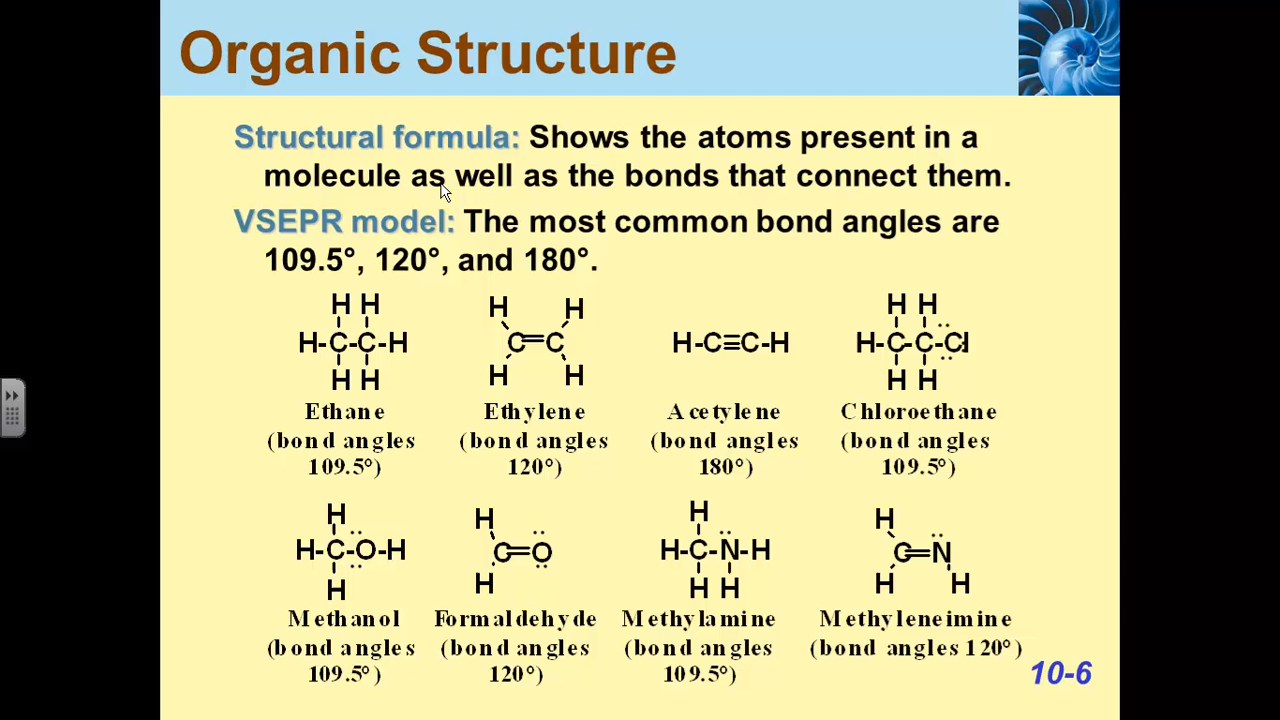 Organic Structure
Structural formula: Shows the atoms present in a
molecule as well as the bonds that connect them.
VSEPR model: The most common bond angles are
109.5°, 120°, and 180°.
H H
H-C-C-H
H H
Ethane
(bond angles
109.5°)
H H
C=C
H H
Ethylene
(bond angles
120°)
H-C≡C-H
Acetylene
(bond angles
180°)
H H
H-C-C-Cl
H H
Chloroethane
(bond angles
109.5°)
H
H-C-O-H
H
Methanol
(bond angles
109.5°)
H
C=O
H
Formaldehyde
(bond angles
120°)
H
H-C-N-H
H H
Methylamine
(bond angles
109.5°)
H
C=N
H H
Methyleneimine
(bond angles 120°)
10-6